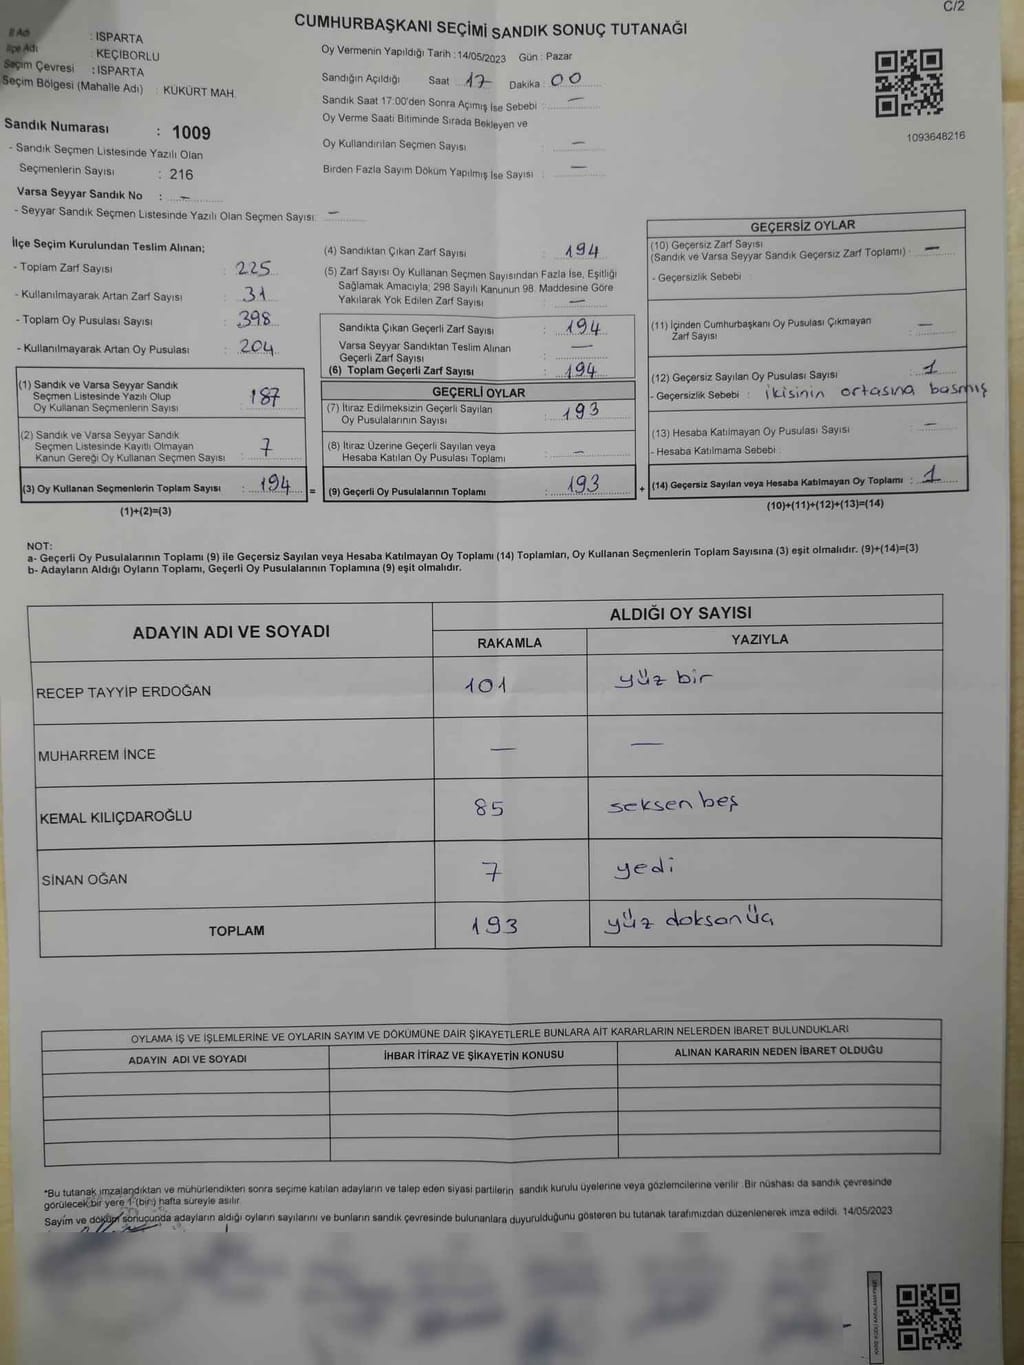 C/2
CUMHURBAŞKANI SEÇİMİ SANDIK SONUÇ TUTANAĞI
İl Adı : ISPARTA
İlçe Adı : KEÇİBORLU
Seçim Çevresi : ISPARTA
Seçim Bölgesi (Mahalle Adı) : KÜKÜRT MAH.
Sandık Numarası : 1009
- Sandık Seçmen Listesinde Yazılı Olan
Seçmenlerin Sayısı : 216
Varsa Seyyar Sandık No : —
- Seyyar Sandık Seçmen Listesinde Yazılı Olan Seçmen Sayısı: —
Oy Vermenin Yapıldığı Tarih : 14/05/2023 Gün : Pazar
Sandığın Açıldığı Saat 17 Dakika : 00
Sandık Saat 17:00'den Sonra Açımış İse Sebebi : —
Oy Verme Saati Bitiminde Sırada Bekleyen ve
Oy Kullandırılan Seçmen Sayısı : —
Birden Fazla Sayım Döküm Yapılmış İse Sayısı : —
1093648216
İlçe Seçim Kurulundan Teslim Alınan;
- Toplam Zarf Sayısı : 225
- Kullanılmayarak Artan Zarf Sayısı : 31
- Toplam Oy Pusulası Sayısı : 398
- Kullanılmayarak Artan Oy Pusulası : 204
(1) Sandık ve Varsa Seyyar Sandık
Seçmen Listesinde Yazılı Olup
Oy Kullanan Seçmenlerin Sayısı : 187
(2) Sandık ve Varsa Seyyar Sandık
Seçmen Listesinde Kayıtlı Olmayan
Kanun Gereği Oy Kullanan Seçmen Sayısı : 7
(3) Oy Kullanan Seçmenlerin Toplam Sayısı : 194 =
(1)+(2)=(3)
(4) Sandıktan Çıkan Zarf Sayısı : 194
(5) Zarf Sayısı Oy Kullanan Seçmen Sayısından Fazla İse, Eşitliği
Sağlamak Amacıyla; 298 Sayılı Kanunun 98. Maddesine Göre
Yakılarak Yok Edilen Zarf Sayısı : —
Sandıkta Çıkan Geçerli Zarf Sayısı : 194
Varsa Seyyar Sandıktan Teslim Alınan
Geçerli Zarf Sayısı : —
(6) Toplam Geçerli Zarf Sayısı : 194
GEÇERLİ OYLAR
(7) İtiraz Edilmeksizin Geçerli Sayılan
Oy Pusulalarının Sayısı : 193
(8) İtiraz Üzerine Geçerli Sayılan veya
Hesaba Katılan Oy Pusulası Toplamı : —
(9) Geçerli Oy Pusulalarının Toplamı : 193 +
GEÇERSİZ OYLAR
(10) Geçersiz Zarf Sayısı
(Sandık ve Varsa Seyyar Sandık Geçersiz Zarf Toplamı) : —
- Geçersizlik Sebebi :
(11) İçinden Cumhurbaşkanı Oy Pusulası Çıkmayan
Zarf Sayısı : —
(12) Geçersiz Sayılan Oy Pusulası Sayısı : 1
- Geçersizlik Sebebi : ikisinin ortasına basmış
(13) Hesaba Katılmayan Oy Pusulası Sayısı : —
- Hesaba Katılmama Sebebi :
(14) Geçersiz Sayılan veya Hesaba Katılmayan Oy Toplamı : 1
(10)+(11)+(12)+(13)=(14)
NOT:
a- Geçerli Oy Pusulalarının Toplamı (9) ile Geçersiz Sayılan veya Hesaba Katılmayan Oy Toplamı (14) Toplamları, Oy Kullanan Seçmenlerin Toplam Sayısına (3) eşit olmalıdır. (9)+(14)=(3)
b- Adayların Aldığı Oyların Toplamı, Geçerli Oy Pusulalarının Toplamına (9) eşit olmalıdır.
ADAYIN ADI VE SOYADI ALDIĞI OY SAYISI
RAKAMLA YAZIYLA
RECEP TAYYİP ERDOĞAN 101 yüz bir
MUHARREM İNCE — —
KEMAL KILIÇDAROĞLU 85 seksen beş
SİNAN OĞAN 7 yedi
TOPLAM 193 yüz doksan üç
OYLAMA İŞ VE İŞLEMLERİNE VE OYLARIN SAYIM VE DÖKÜMÜNE DAİR ŞİKAYETLERLE BUNLARA AİT KARARLARIN NELERDEN İBARET BULUNDUKLARI
ADAYIN ADI VE SOYADI İHBAR İTİRAZ VE ŞİKAYETİN KONUSU ALINAN KARARIN NEDEN İBARET OLDUĞU
*Bu tutanak imzalandıktan ve mühürlendikten sonra seçime katılan adayların ve talep eden siyasi partilerin sandık kurulu üyelerine veya gözlemcilerine verilir. Bir nüshası da sandık çevresinde
görülecek bir yere 1 (bir) hafta süreyle asılır.
Sayım ve döküm sonucunda adayların aldığı oyların sayılarını ve bunların sandık çevresinde bulunanlara duyurulduğunu gösteren bu tutanak tarafımızdan düzenlenerek imza edildi. 14/05/2023